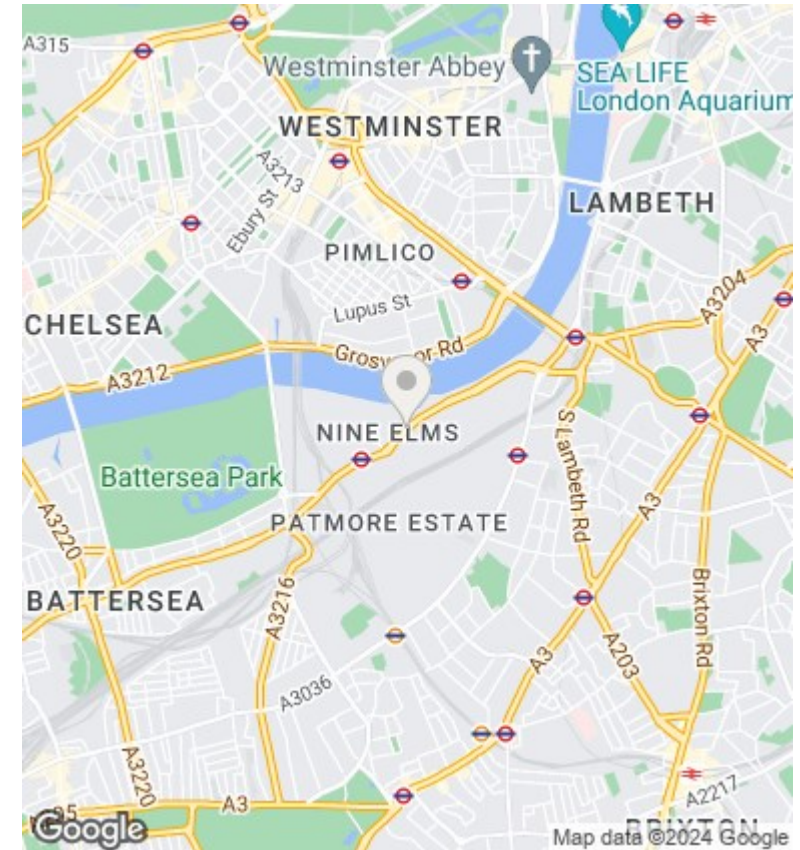 A315
Westminster Abbey
SEA LIFE
London Aquarium
WESTMINSTER
A3213
Ebury St
LAMBETH
PIMLICO
A3204
Lupus St
CHELSEA
A3
Grosvenor Rd
A3212
NINE ELMS
S Lambeth Rd
Battersea Park
A3
PATMORE ESTATE
A3220
BATTERSEA
A3216
Brixton Rd
A203
A3
A3036
A3220
A2217
A3
Google
BRIXTON
Map data ©2024 Google